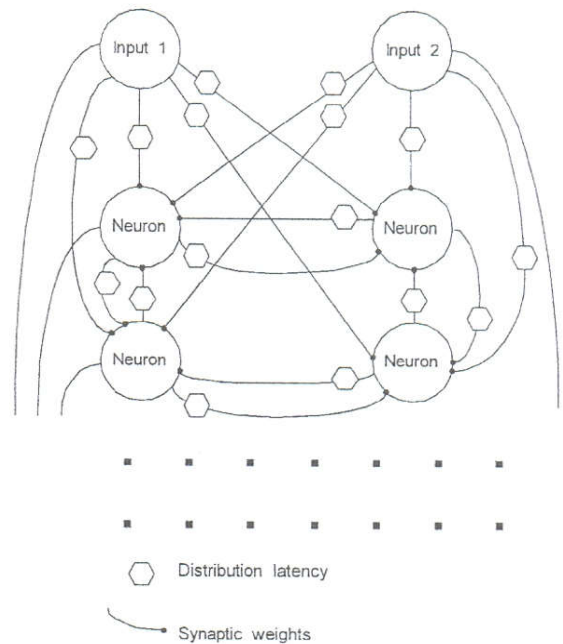 Input 1 Input 2
Neuron Neuron
Neuron Neuron
Distribution latency
Synaptic weights